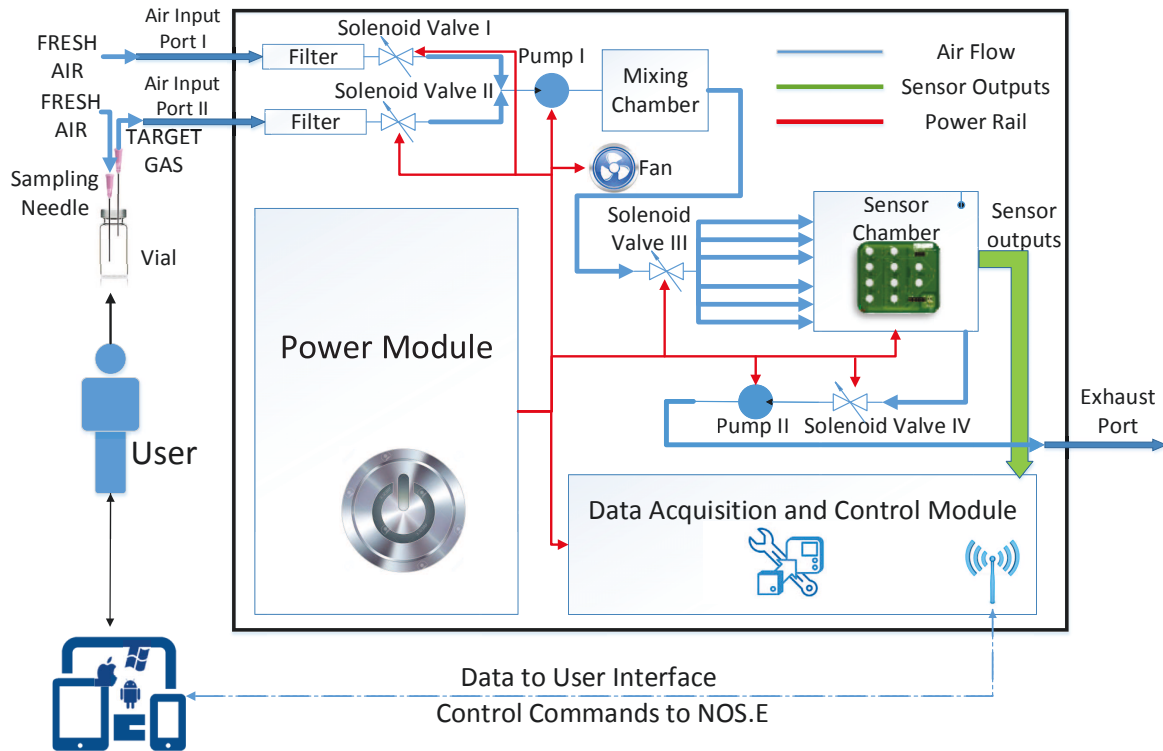 Air Input
Port I
FRESH
AIR
Air Input
Port II
FRESH
AIR
TARGET
GAS
Sampling
Needle
Vial
User
Filter
Solenoid Valve I
Filter
Solenoid Valve II
Pump I
Mixing
Chamber
Air Flow
Sensor Outputs
Power Rail
Fan
Solenoid
Valve III
Sensor
Chamber
Sensor
outputs
Power Module
Pump II
Solenoid Valve IV
Exhaust
Port
Data Acquisition and Control Module
Data to User Interface
Control Commands to NOS.E